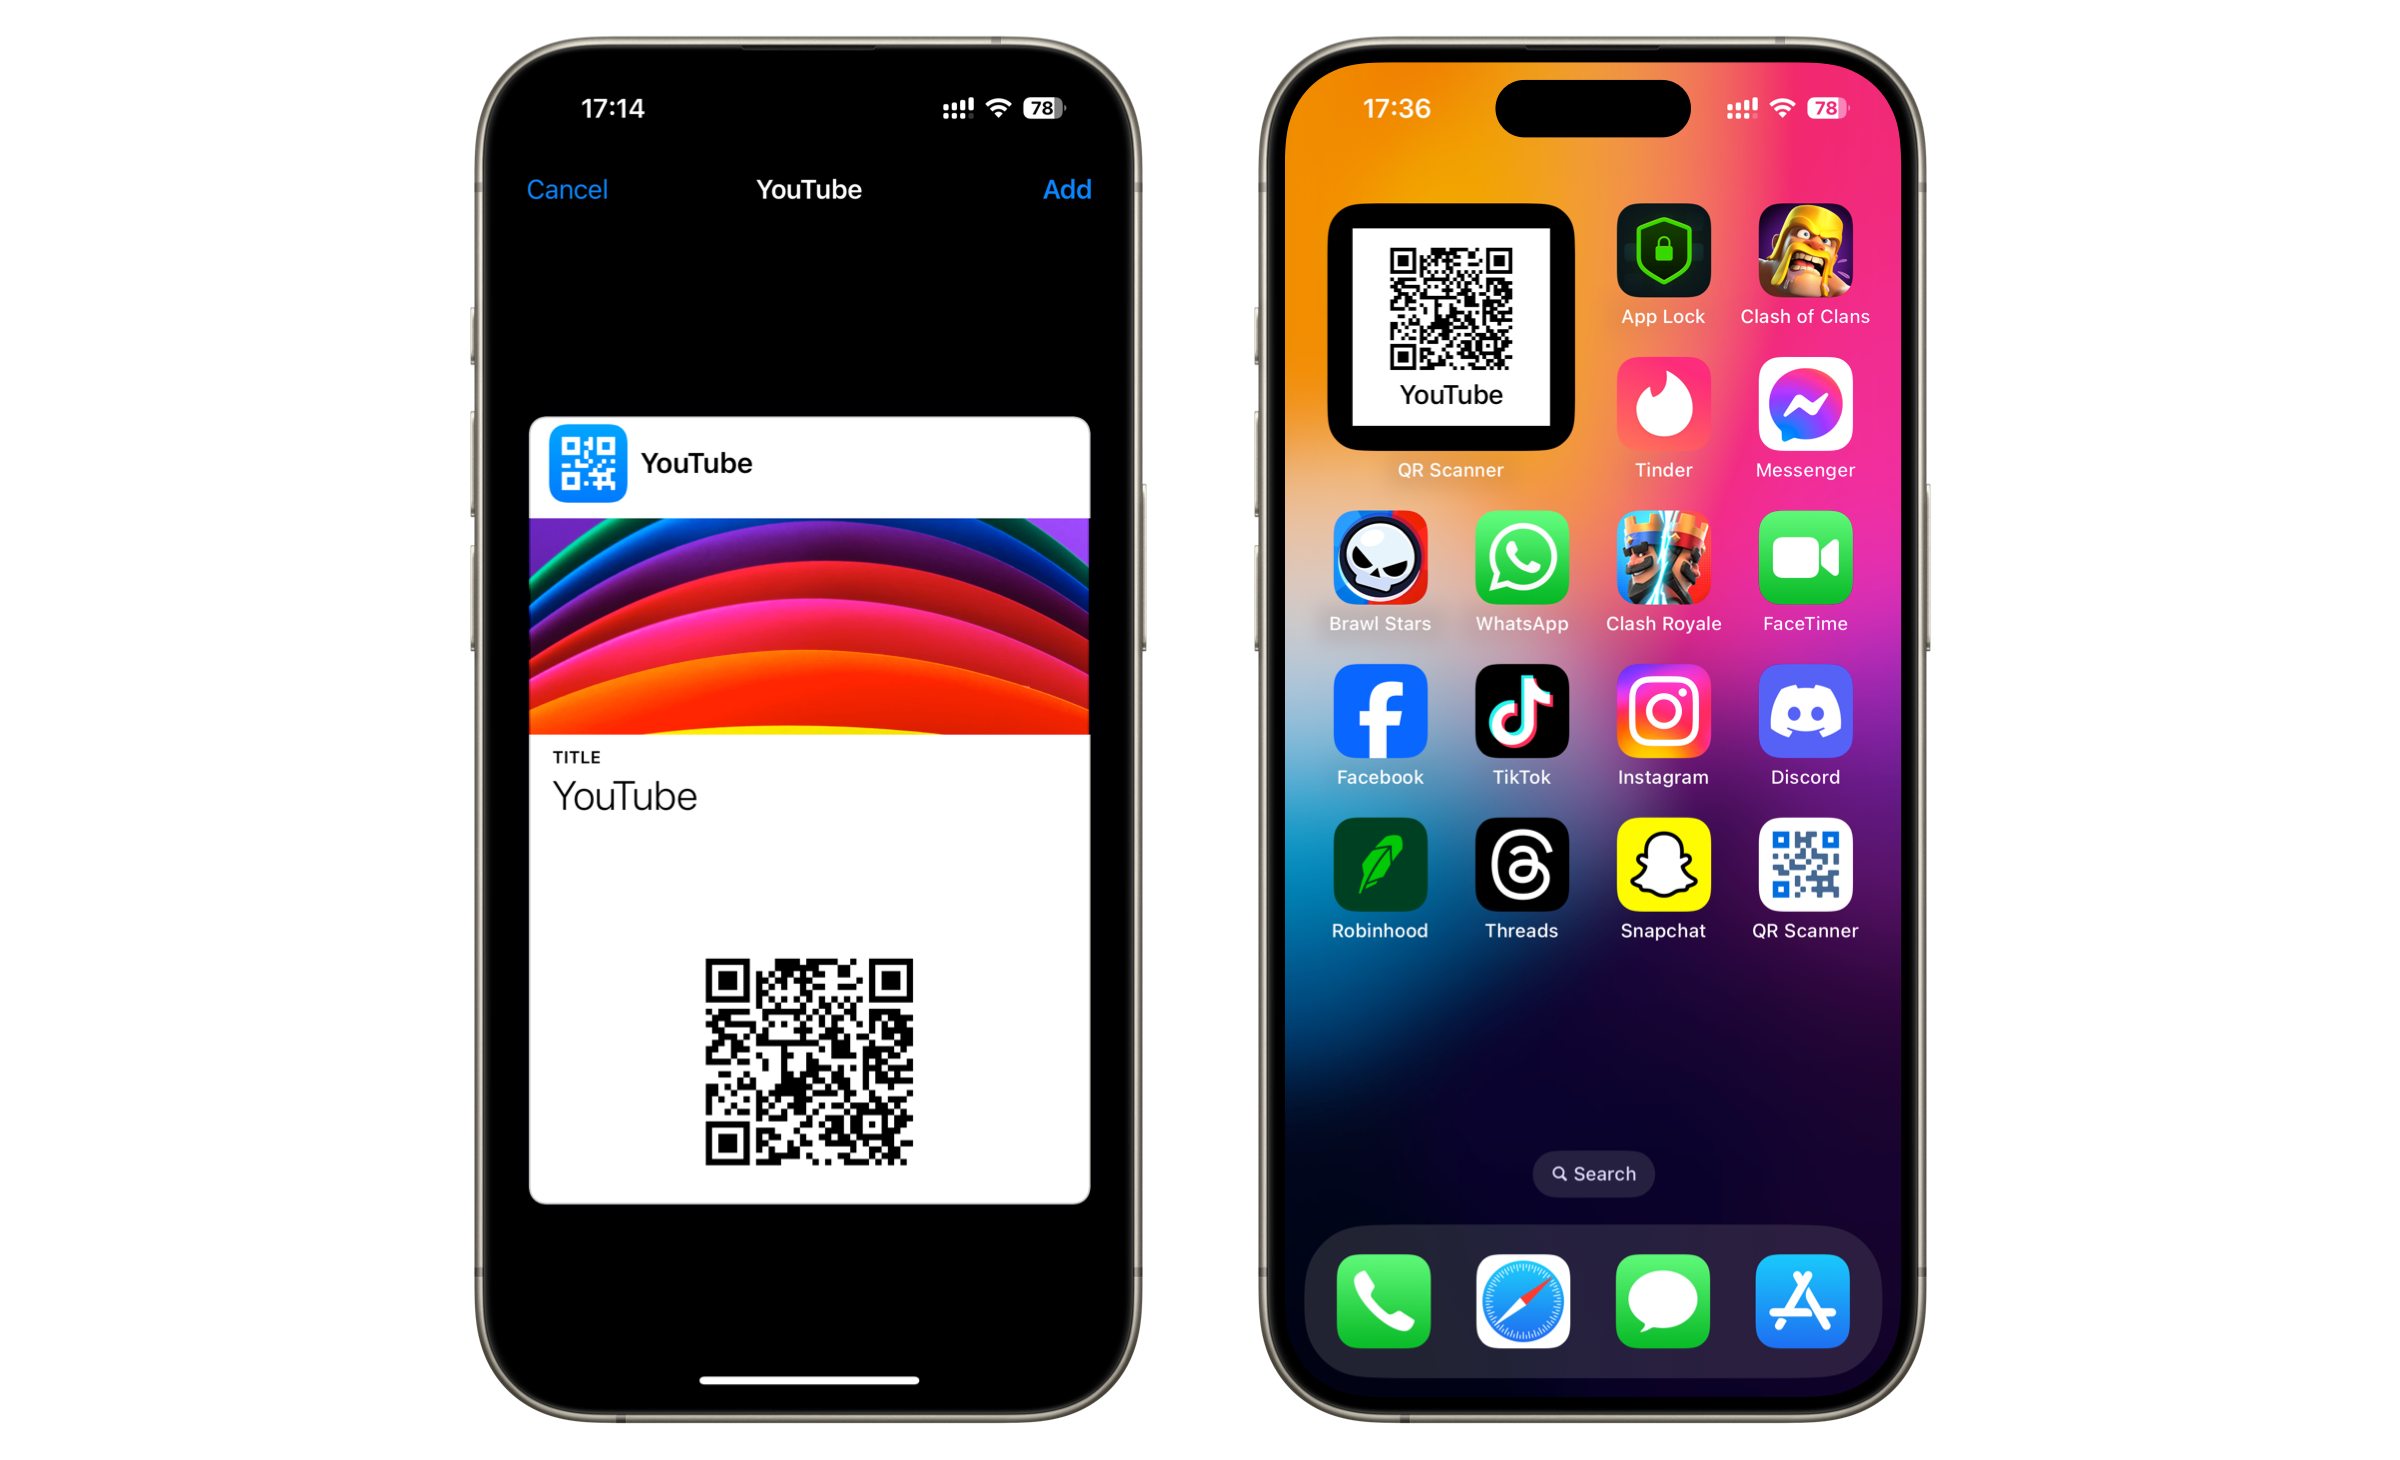 17:14
78
Cancel
YouTube
Add
YouTube
TITLE
YouTube
17:36
78
YouTube
QR Scanner
App Lock
Clash of Clans
Tinder
Messenger
Brawl Stars
WhatsApp
Clash Royale
FaceTime
Facebook
TikTok
Instagram
Discord
Robinhood
Threads
Snapchat
QR Scanner
Search